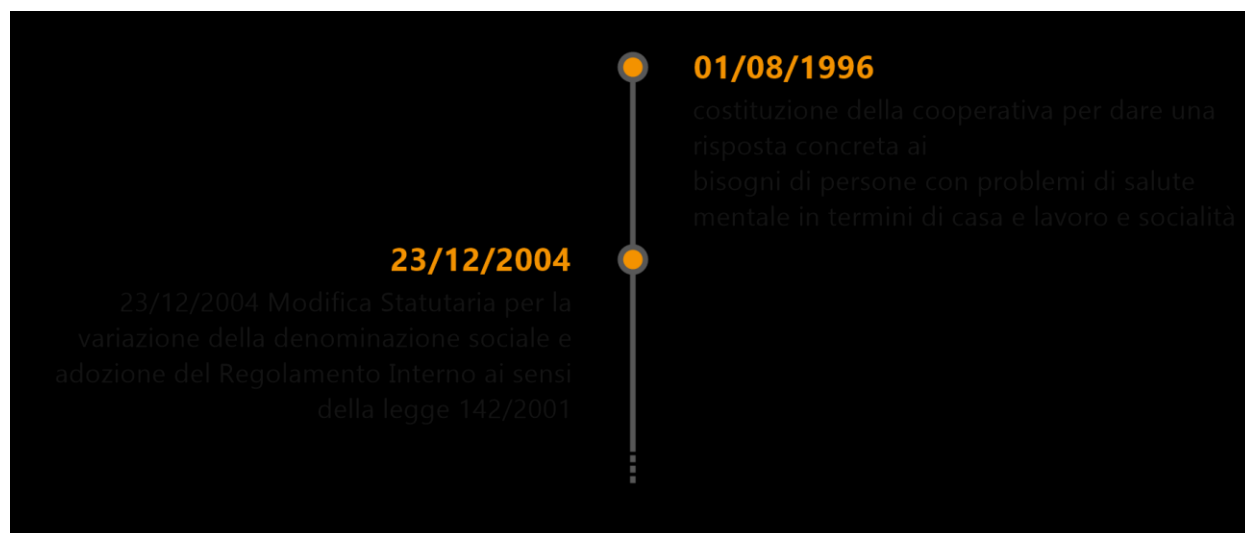 01/08/1996
costituzione della cooperativa per dare una
risposta concreta ai
bisogni di persone con problemi di salute
mentale in termini di casa e lavoro e socialità
23/12/2004
23/12/2004 Modifica Statutaria per la
variazione della denominazione sociale e
adozione del Regolamento Interno ai sensi
della legge 142/2001